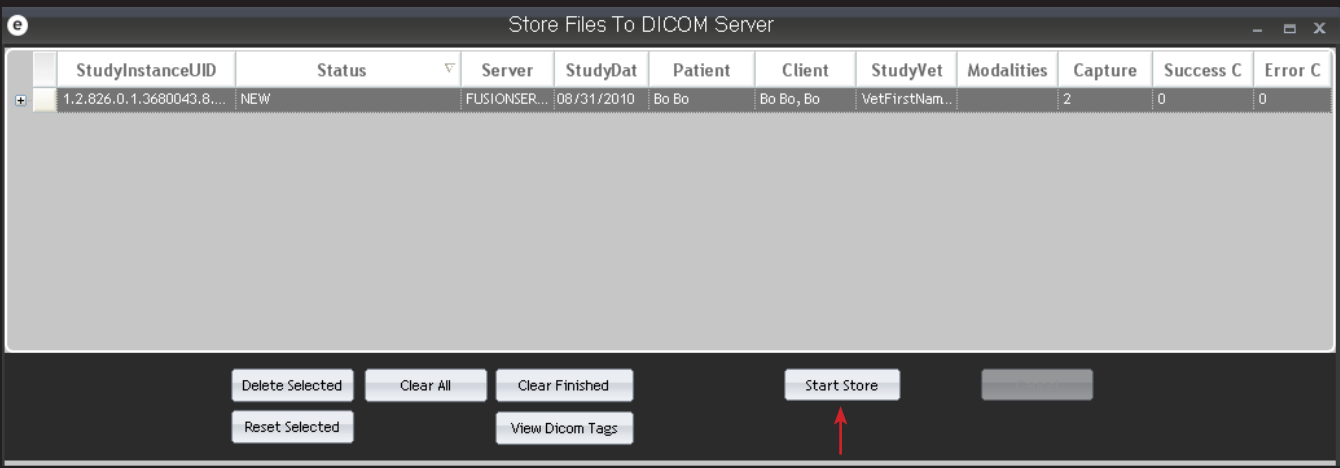 e Store Files To DICOM Server
StudyInstanceUID Status Server StudyDat Patient Client StudyVet Modalities Capture Success C Error C
1.2.826.0.1.3680043.8.... NEW FUSIONSER... 08/31/2010 Bo Bo Bo Bo, Bo VetFirstNam... 2 0 0
Delete Selected Clear All Clear Finished Start Store
Reset Selected View Dicom Tags